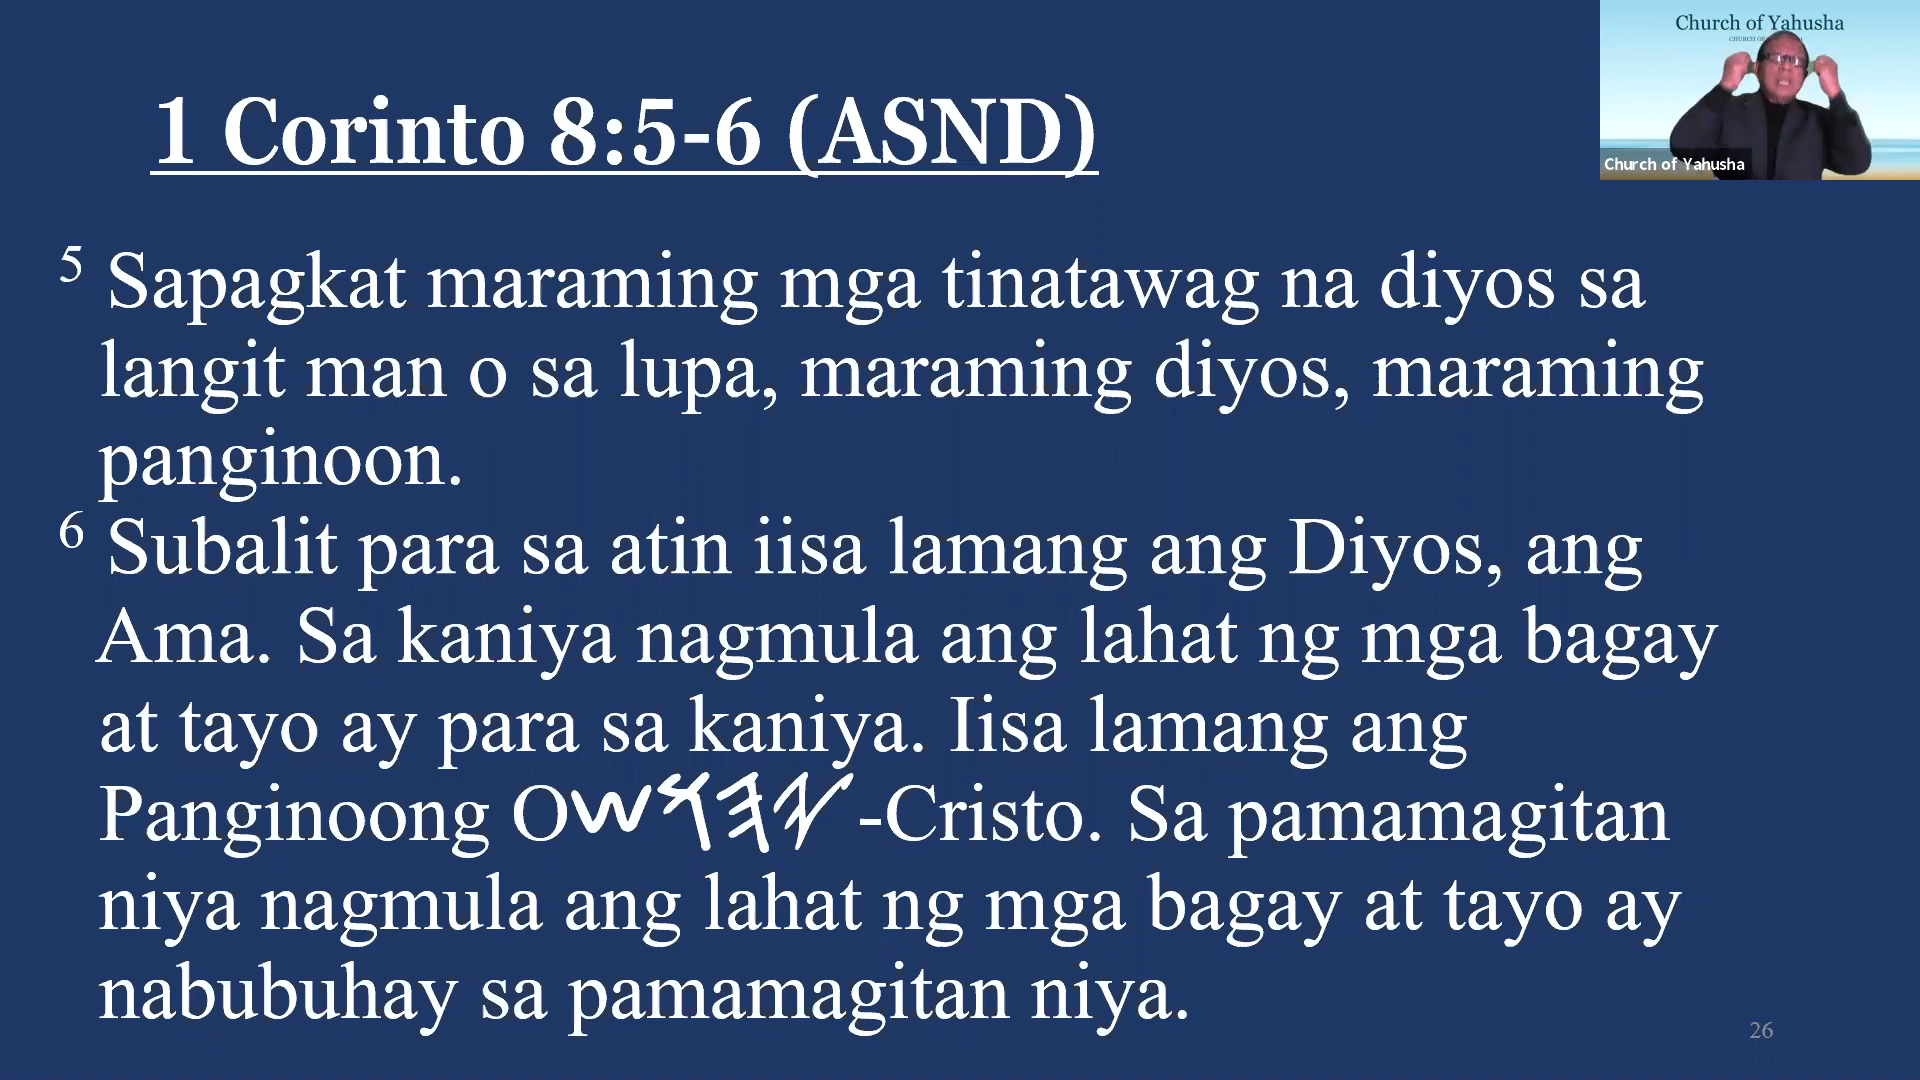 Church of Yahusha
1 Corinto 8:5-6 (ASND)
Church of Yahusha
5 Sapagkat maraming mga tinatawag na diyos sa
langit man o sa lupa, maraming diyos, maraming
panginoon.
6 Subalit para sa atin iisa lamang ang Diyos, ang
Ama. Sa kaniya nagmula ang lahat ng mga bagay
at tayo ay para sa kaniya. Iisa lamang ang
Panginoong O𐤔𐤅𐤄𐤉-Cristo. Sa pamamagitan
niya nagmula ang lahat ng mga bagay at tayo ay
nabubuhay sa pamamagitan niya.
26